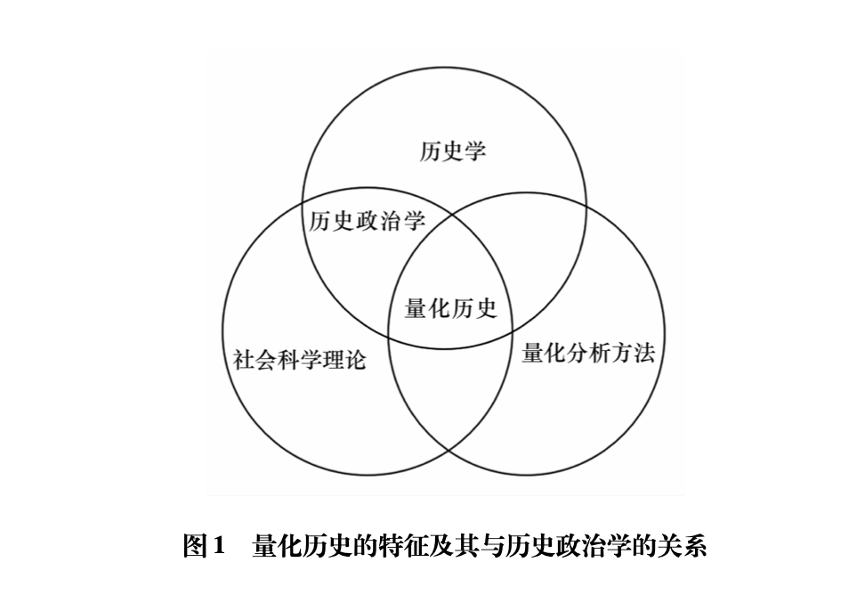 历史学
历史政治学
量化历史
社会科学理论
量化分析方法
图1 量化历史的特征及其与历史政治学的关系